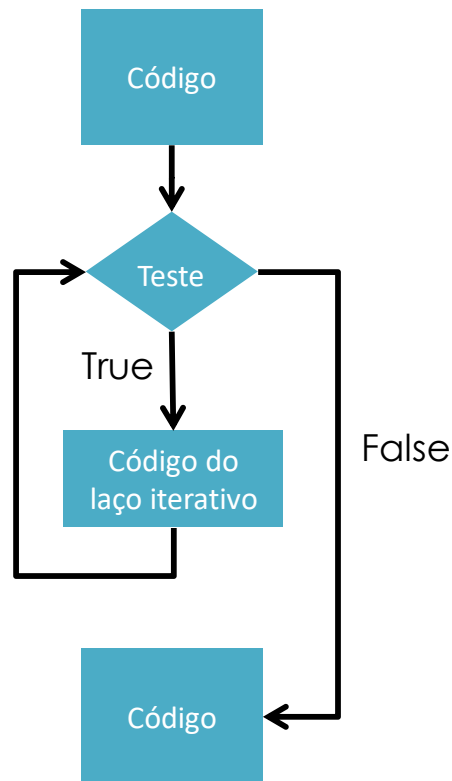 Código
Teste
True
False
Código do
laço iterativo
Código